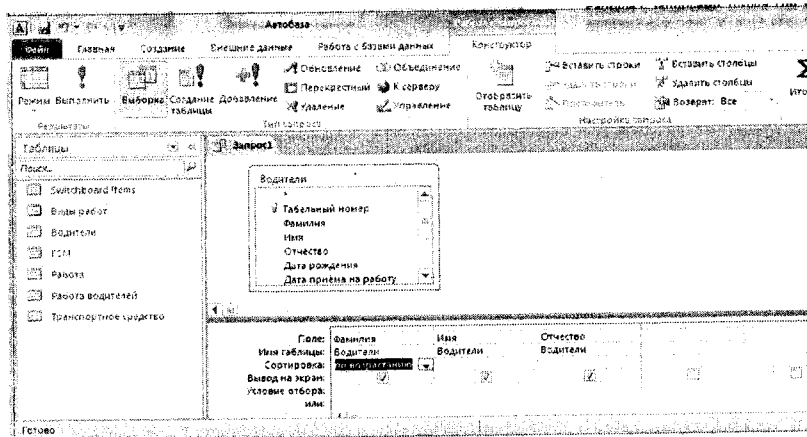 Автобаза
Файл Главная Создание Внешние данные Работа с базами данных Конструктор
Режим Выполнить Выборка Создание таблицы Добавление
Обновление Объединение
Перекрестный К серверу
Удаление Управление
Отобразить таблицу
Вставить строки Вставить столбцы
Удалить столбцы
Возврат: Все
Результаты Тип запроса Настройка запроса
Таблицы
Поиск...
Switchboard Items
Виды работ
Водители
ГСМ
Работа
Работа водителей
Транспортное средство
Запрос1
Водители
*
Табельный номер
Фамилия
Имя
Отчество
Дата рождения
Дата приёма на работу
Поле: Фамилия Имя Отчество
Имя таблицы: Водители Водители Водители
Сортировка: по возрастанию
Вывод на экран:
Условие отбора:
или:
Готово